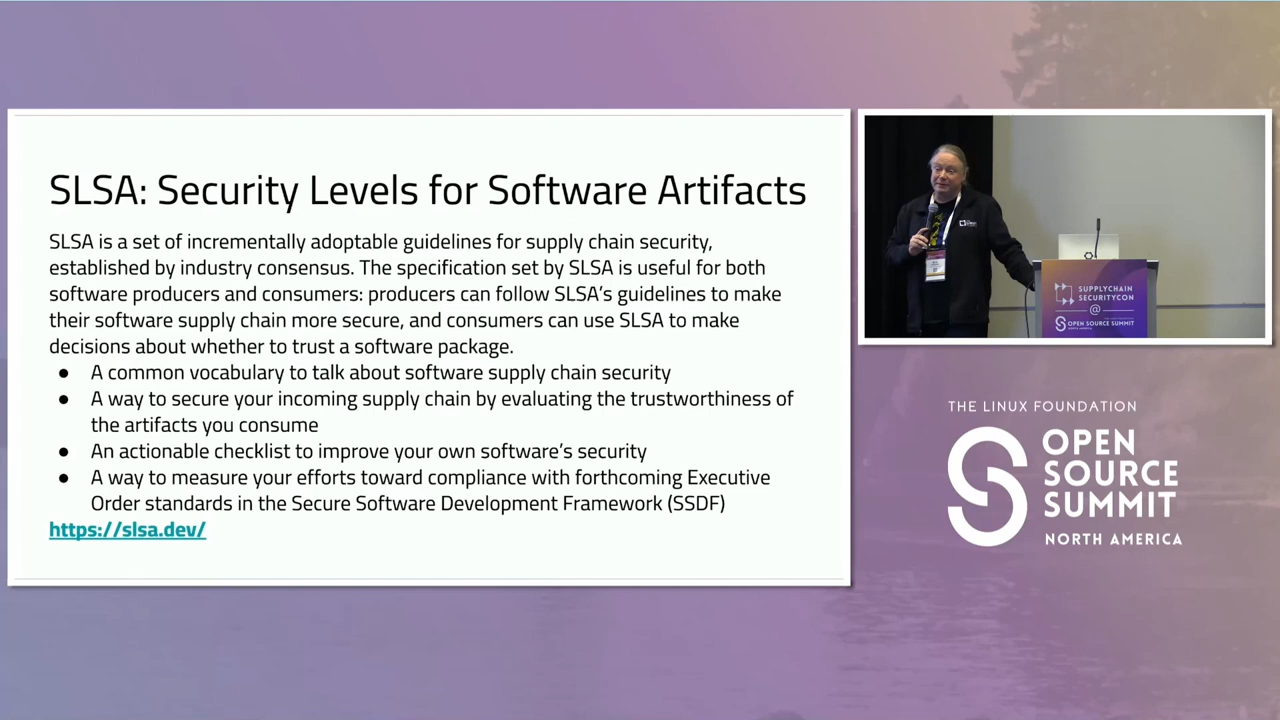 SLSA: Security Levels for Software Artifacts
SLSA is a set of incrementally adoptable guidelines for supply chain security,
established by industry consensus. The specification set by SLSA is useful for both
software producers and consumers: producers can follow SLSA's guidelines to make
their software supply chain more secure, and consumers can use SLSA to make
decisions about whether to trust a software package.
● A common vocabulary to talk about software supply chain security
● A way to secure your incoming supply chain by evaluating the trustworthiness of
the artifacts you consume
● An actionable checklist to improve your own software's security
● A way to measure your efforts toward compliance with forthcoming Executive
Order standards in the Secure Software Development Framework (SSDF)
https://slsa.dev/
SUPPLYCHAIN
SECURITYCON
@
OPEN SOURCE SUMMIT
NORTH AMERICA
THE LINUX FOUNDATION
OPEN
SOURCE
SUMMIT
NORTH AMERICA